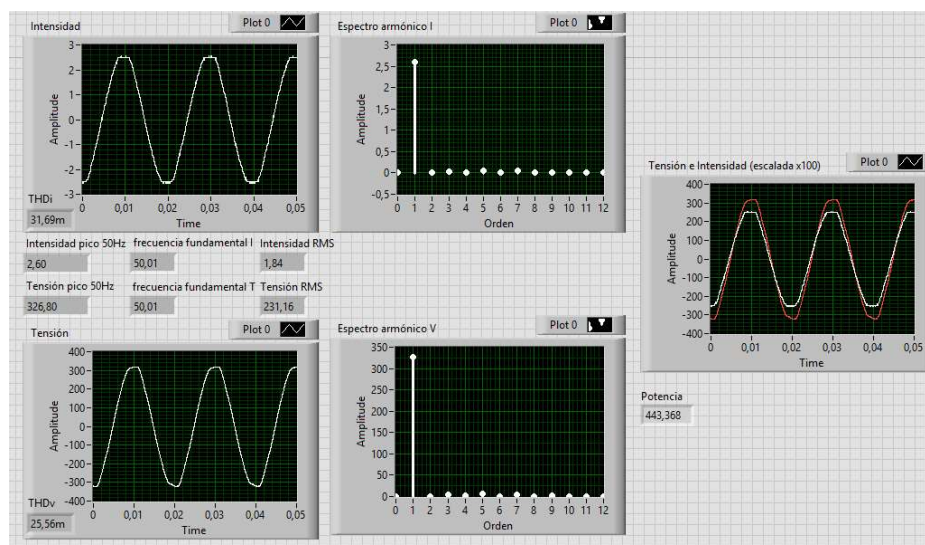 Intensidad
Plot 0
Amplitude
3-
2-
1-
0-
-1-
-2-
-3-
0 0,01 0,02 0,03 0,04 0,05
Time
THDi
31,69m
Espectro armónico I
Plot 0
Amplitude
3-
2,5-
2-
1,5-
1-
0,5-
0-
-0,5-
0 1 2 3 4 5 6 7 8 9 10 11 12
Orden
Intensidad pico 50Hz frecuencia fundamental I Intensidad RMS
2,60 50,01 1,84
Tensión pico 50Hz frecuencia fundamental T Tensión RMS
326,80 50,01 231,16
Tensión
Plot 0
Amplitude
400-
300-
200-
100-
0-
-100-
-200-
-300-
-400-
0 0,01 0,02 0,03 0,04 0,05
Time
THDv
25,56m
Espectro armónico V
Plot 0
Amplitude
350-
300-
250-
200-
150-
100-
50-
0-
0 1 2 3 4 5 6 7 8 9 10 11 12
Orden
Tensión e Intensidad (escalada x100)
Plot 0
Amplitude
400-
300-
200-
100-
0-
-100-
-200-
-300-
-400-
0 0,01 0,02 0,03 0,04 0,05
Time
Potencia
443,368